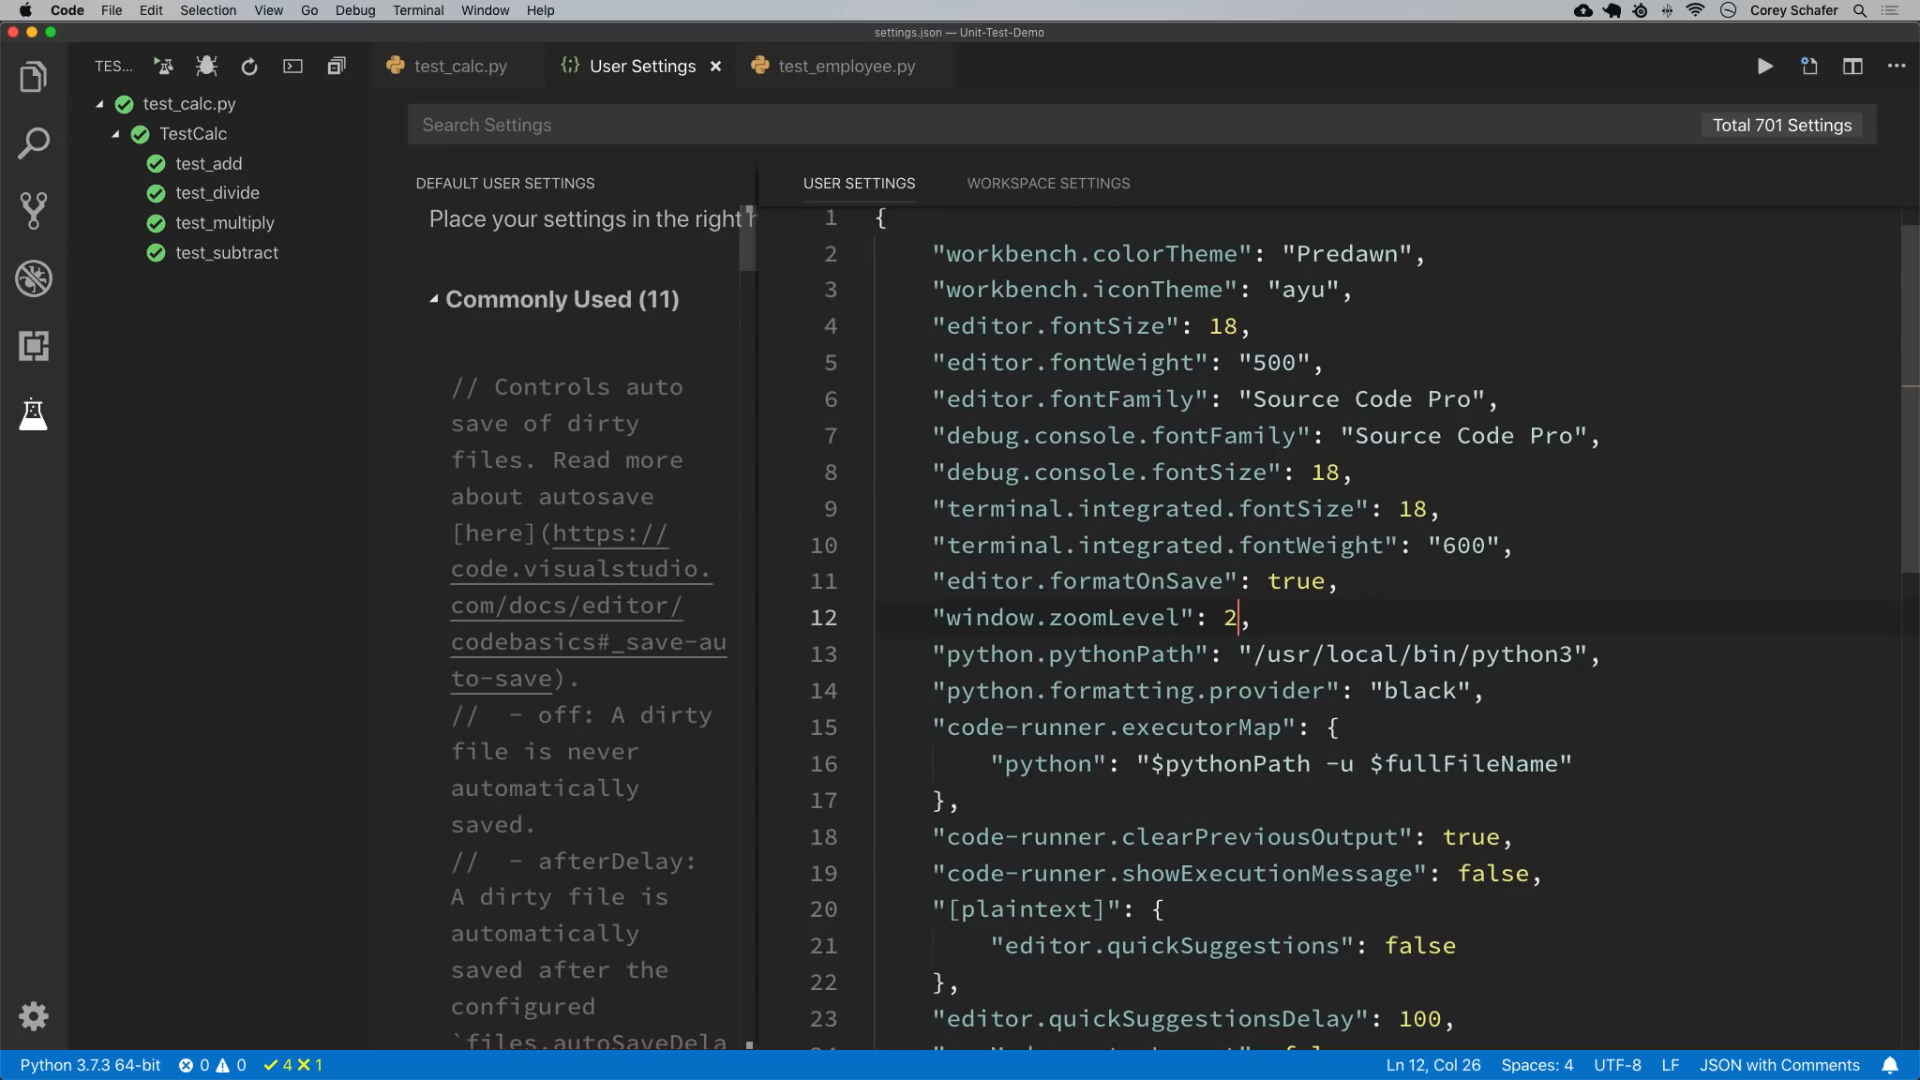 Code File Edit Selection View Go Debug Terminal Window Help Corey Schafer
settings.json — Unit-Test-Demo
TES...
test_calc.py User Settings test_employee.py
test_calc.py
TestCalc
test_add
test_divide
test_multiply
test_subtract
Search Settings Total 701 Settings
DEFAULT USER SETTINGS
Place your settings in the right
Commonly Used (11)
// Controls auto
save of dirty
files. Read more
about autosave
[here](https://
code.visualstudio.
com/docs/editor/
codebasics#_save-au
to-save).
//  - off: A dirty
file is never
automatically
saved.
//  - afterDelay:
A dirty file is
automatically
saved after the
configured
`files.autoSaveDela
USER SETTINGS WORKSPACE SETTINGS
1 {
2 "workbench.colorTheme": "Predawn",
3 "workbench.iconTheme": "ayu",
4 "editor.fontSize": 18,
5 "editor.fontWeight": "500",
6 "editor.fontFamily": "Source Code Pro",
7 "debug.console.fontFamily": "Source Code Pro",
8 "debug.console.fontSize": 18,
9 "terminal.integrated.fontSize": 18,
10 "terminal.integrated.fontWeight": "600",
11 "editor.formatOnSave": true,
12 "window.zoomLevel": 2,
13 "python.pythonPath": "/usr/local/bin/python3",
14 "python.formatting.provider": "black",
15 "code-runner.executorMap": {
16 "python": "$pythonPath -u $fullFileName"
17 },
18 "code-runner.clearPreviousOutput": true,
19 "code-runner.showExecutionMessage": false,
20 "[plaintext]": {
21 "editor.quickSuggestions": false
22 },
23 "editor.quickSuggestionsDelay": 100,
Python 3.7.3 64-bit 0 0 4 1 Ln 12, Col 26 Spaces: 4 UTF-8 LF JSON with Comments